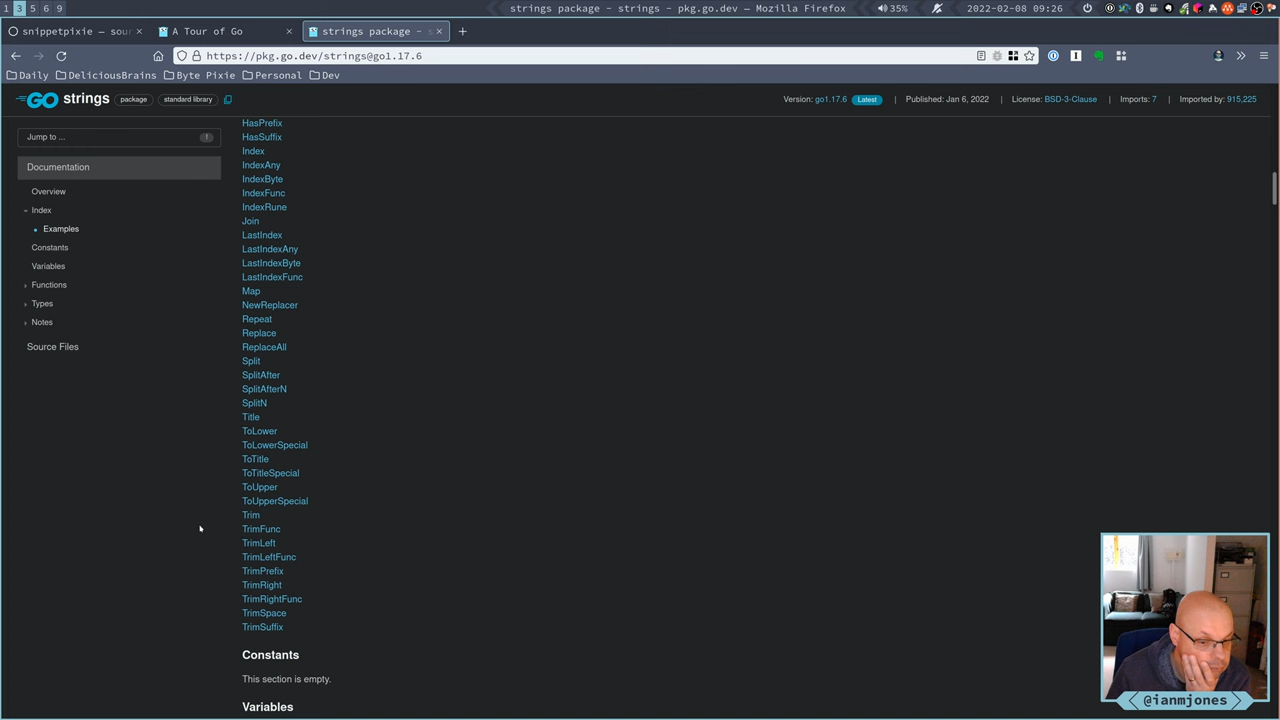 1 3 5 6 9
strings package - strings - pkg.go.dev — Mozilla Firefox
35%
2022-02-08 09:26
snippetpixie — sour
A Tour of Go
strings package - s
https://pkg.go.dev/strings@go1.17.6
Daily
DeliciousBrains
Byte Pixie
Personal
Dev
GO
strings
package
standard library
Version: go1.17.6
Latest
Published: Jan 6, 2022
License: BSD-3-Clause
Imports: 7
Imported by: 915,225
Jump to ...
f
Documentation
Overview
Index
Examples
Constants
Variables
Functions
Types
Notes
Source Files
HasPrefix
HasSuffix
Index
IndexAny
IndexByte
IndexFunc
IndexRune
Join
LastIndex
LastIndexAny
LastIndexByte
LastIndexFunc
Map
NewReplacer
Repeat
Replace
ReplaceAll
Split
SplitAfter
SplitAfterN
SplitN
Title
ToLower
ToLowerSpecial
ToTitle
ToTitleSpecial
ToUpper
ToUpperSpecial
Trim
TrimFunc
TrimLeft
TrimLeftFunc
TrimPrefix
TrimRight
TrimRightFunc
TrimSpace
TrimSuffix
Constants
This section is empty.
Variables
@ianmjones